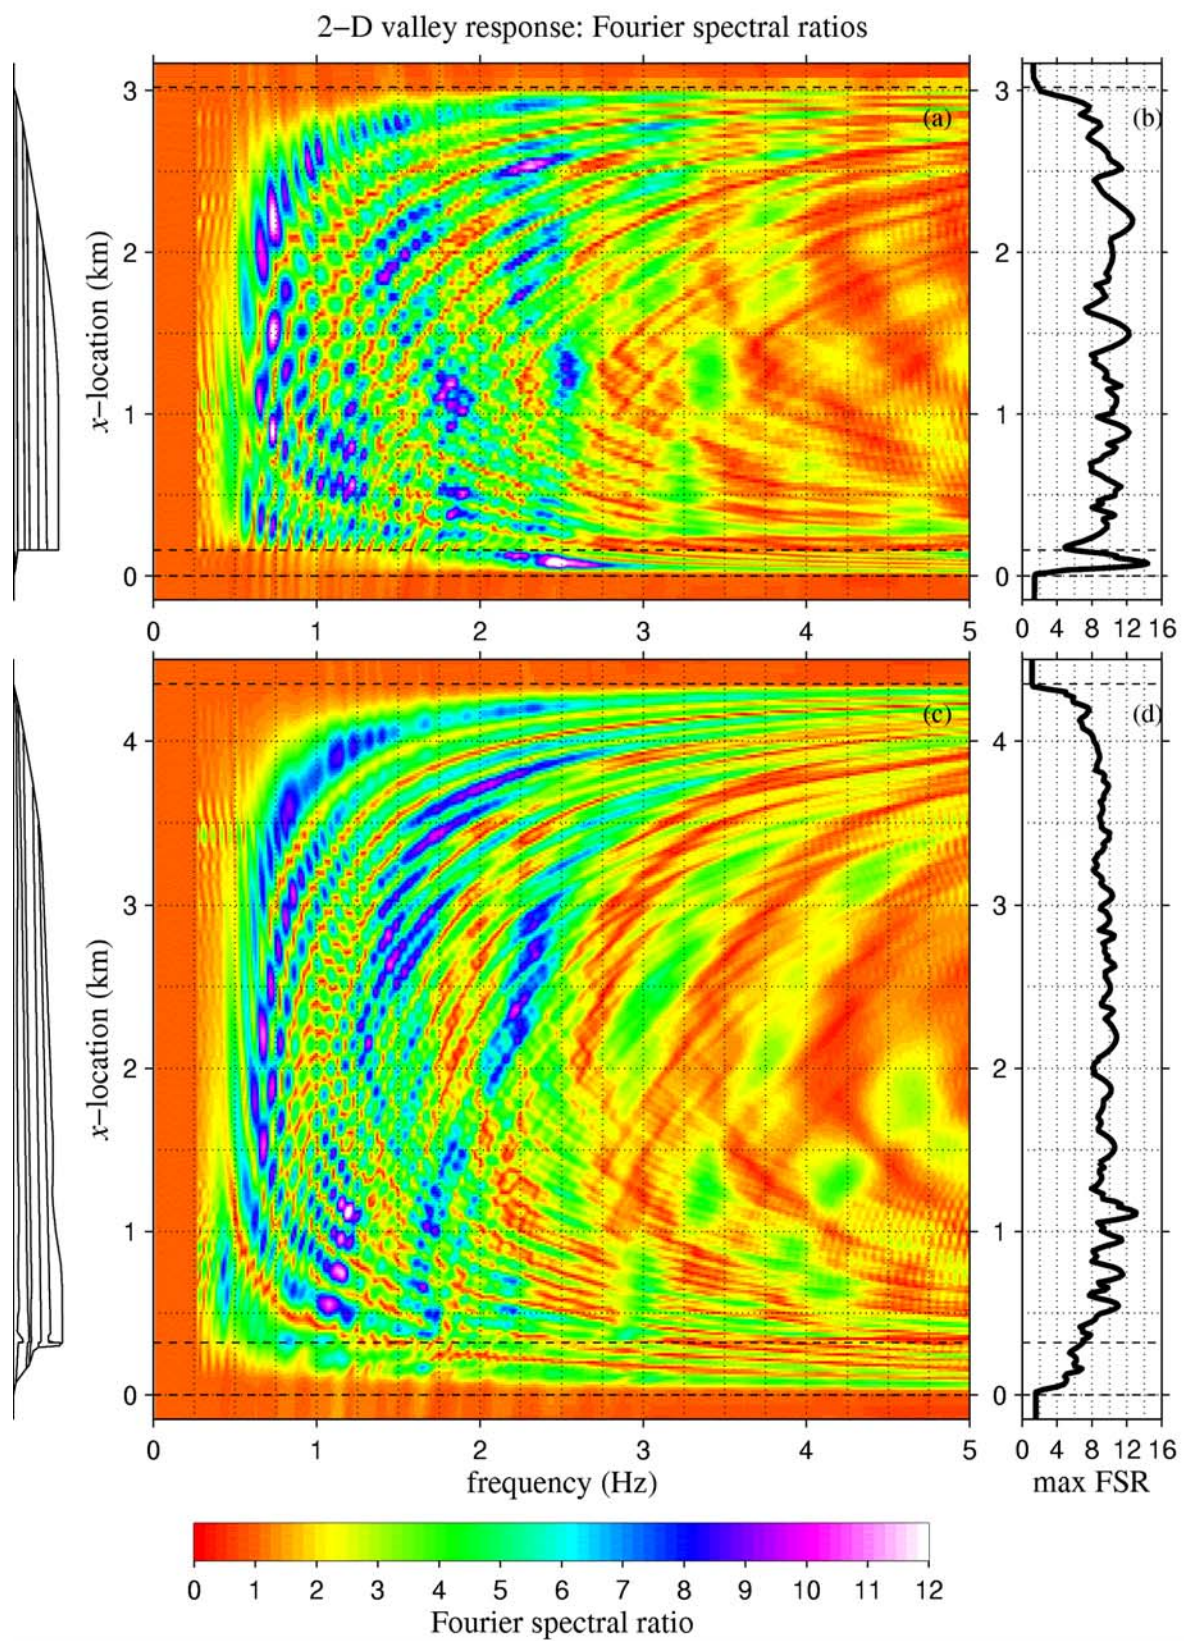 2−D valley response: Fourier spectral ratios
3
2
1
0
x−location (km)
(a)
0 1 2 3 4 5
3
2
1
0
(b)
0 4 8 12 16
4
3
2
1
0
x−location (km)
(c)
0 1 2 3 4 5
frequency (Hz)
4
3
2
1
0
(d)
0 4 8 12 16
max FSR
0 1 2 3 4 5 6 7 8 9 10 11 12
Fourier spectral ratio